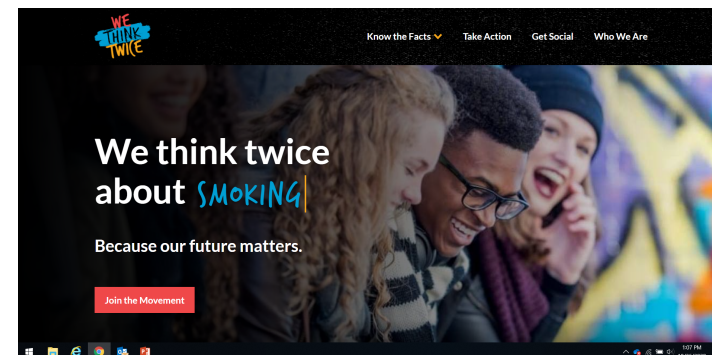 WE
THINK
TWICE
Know the Facts Take Action Get Social Who We Are
We think twice
about SMOKING
Because our future matters.
Join the Movement
1:07 PM